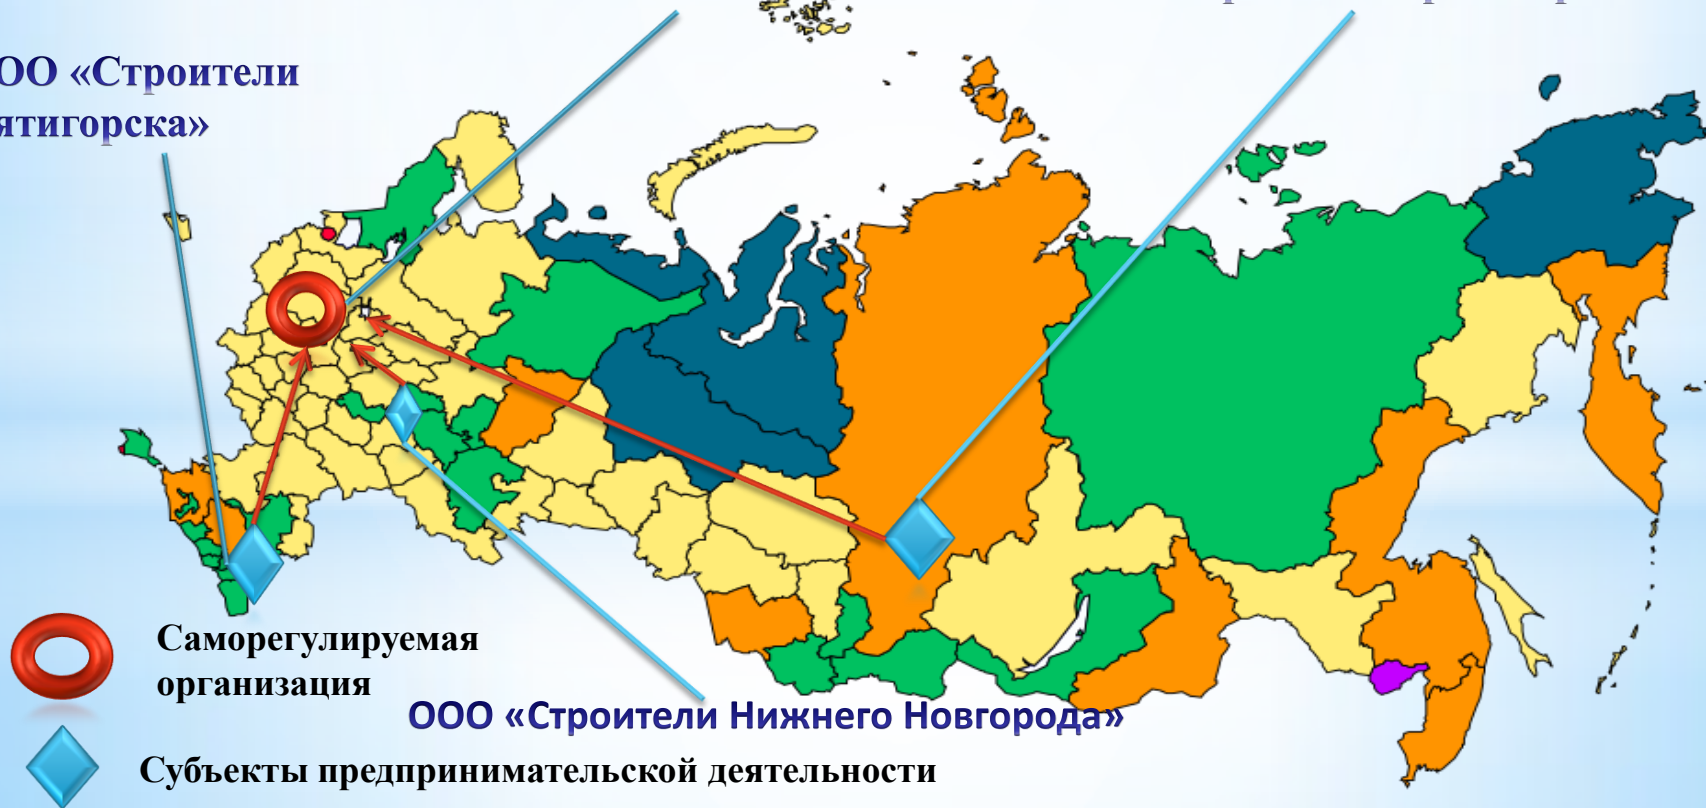 ОО «Строители
ятигорска»
Саморегулируемая
организация
ООО «Строители Нижнего Новгорода»
Субъекты предпринимательской деятельности